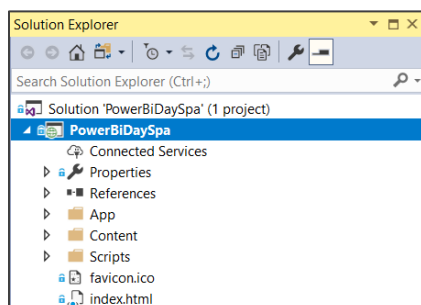 Solution Explorer
Search Solution Explorer (Ctrl+;)
Solution 'PowerBiDaySpa' (1 project)
PowerBiDaySpa
Connected Services
Properties
References
App
Content
Scripts
favicon.ico
index.html